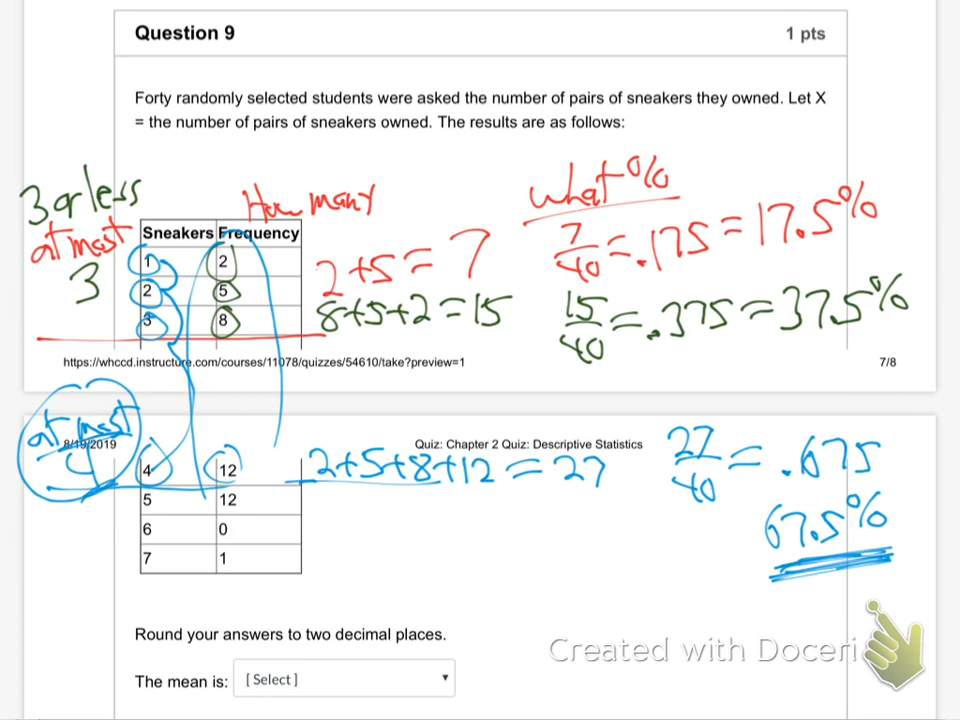 Question 9 1 pts
Forty randomly selected students were asked the number of pairs of sneakers they owned. Let X
= the number of pairs of sneakers owned. The results are as follows:
3 or less
at most
3
How many
what %
Sneakers Frequency
1 2
2 5
3 8
2+5 = 7
7/40 = .175 = 17.5%
8+5+2 = 15
15/40 = .375 = 37.5%
https://whccd.instructure.com/courses/11078/quizzes/54610/take?preview=1 7/8
8/19/2019 Quiz: Chapter 2 Quiz: Descriptive Statistics
at most
4
4 12
5 12
6 0
7 1
2+5+8+12 = 27
27/40 = .675
67.5%
Round your answers to two decimal places.
Created with Doceri
The mean is: [ Select ]